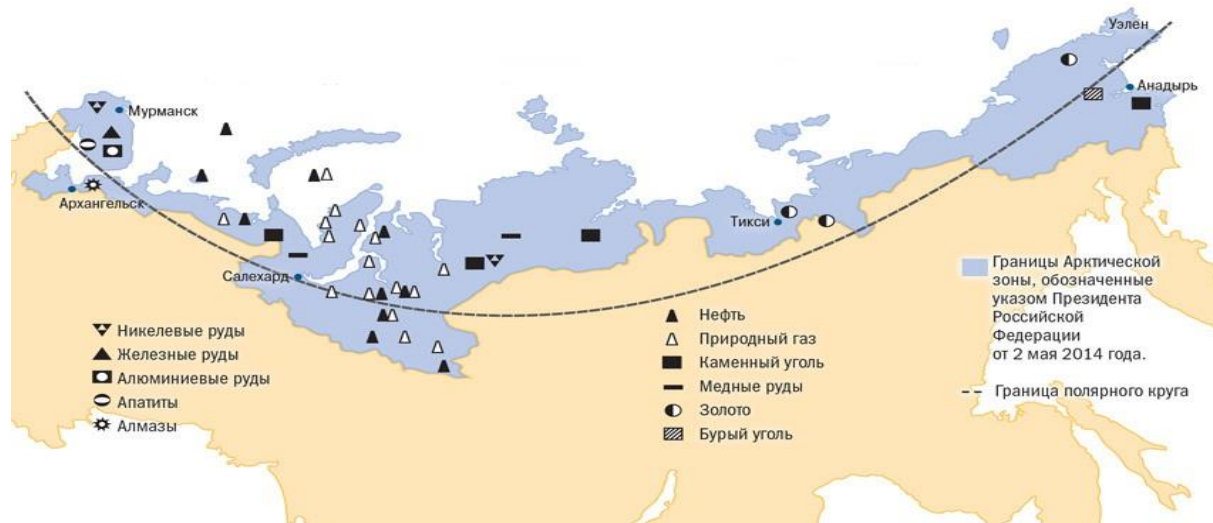 Уэлен
Мурманск
Анадырь
Архангельск
Тикси
Салехард
Никелевые руды
Железные руды
Алюминиевые руды
Апатиты
Алмазы
Нефть
Природный газ
Каменный уголь
Медные руды
Золото
Бурый уголь
Границы Арктической
зоны, обозначенные
указом Президента
Российской
Федерации
от 2 мая 2014 года.
Граница полярного круга